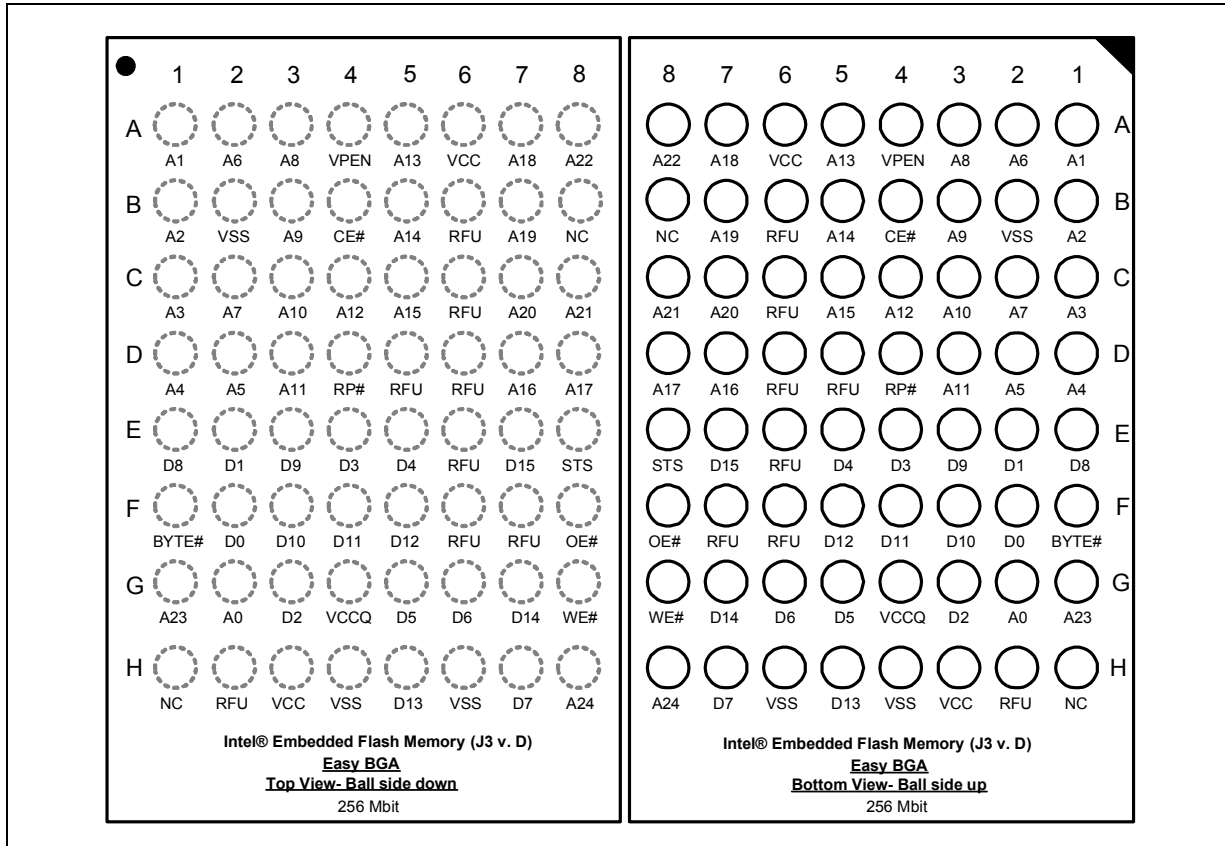 1 2 3 4 5 6 7 8
A
A1 A6 A8 VPEN A13 VCC A18 A22
B
A2 VSS A9 CE# A14 RFU A19 NC
C
A3 A7 A10 A12 A15 RFU A20 A21
D
A4 A5 A11 RP# RFU RFU A16 A17
E
D8 D1 D9 D3 D4 RFU D15 STS
F
BYTE# D0 D10 D11 D12 RFU RFU OE#
G
A23 A0 D2 VCCQ D5 D6 D14 WE#
H
NC RFU VCC VSS D13 VSS D7 A24
Intel® Embedded Flash Memory (J3 v. D)
Easy BGA
Top View- Ball side down
256 Mbit
8 7 6 5 4 3 2 1
A
A22 A18 VCC A13 VPEN A8 A6 A1
B
NC A19 RFU A14 CE# A9 VSS A2
C
A21 A20 RFU A15 A12 A10 A7 A3
D
A17 A16 RFU RFU RP# A11 A5 A4
E
STS D15 RFU D4 D3 D9 D1 D8
F
OE# RFU RFU D12 D11 D10 D0 BYTE#
G
WE# D14 D6 D5 VCCQ D2 A0 A23
H
A24 D7 VSS D13 VSS VCC RFU NC
Intel® Embedded Flash Memory (J3 v. D)
Easy BGA
Bottom View- Ball side up
256 Mbit